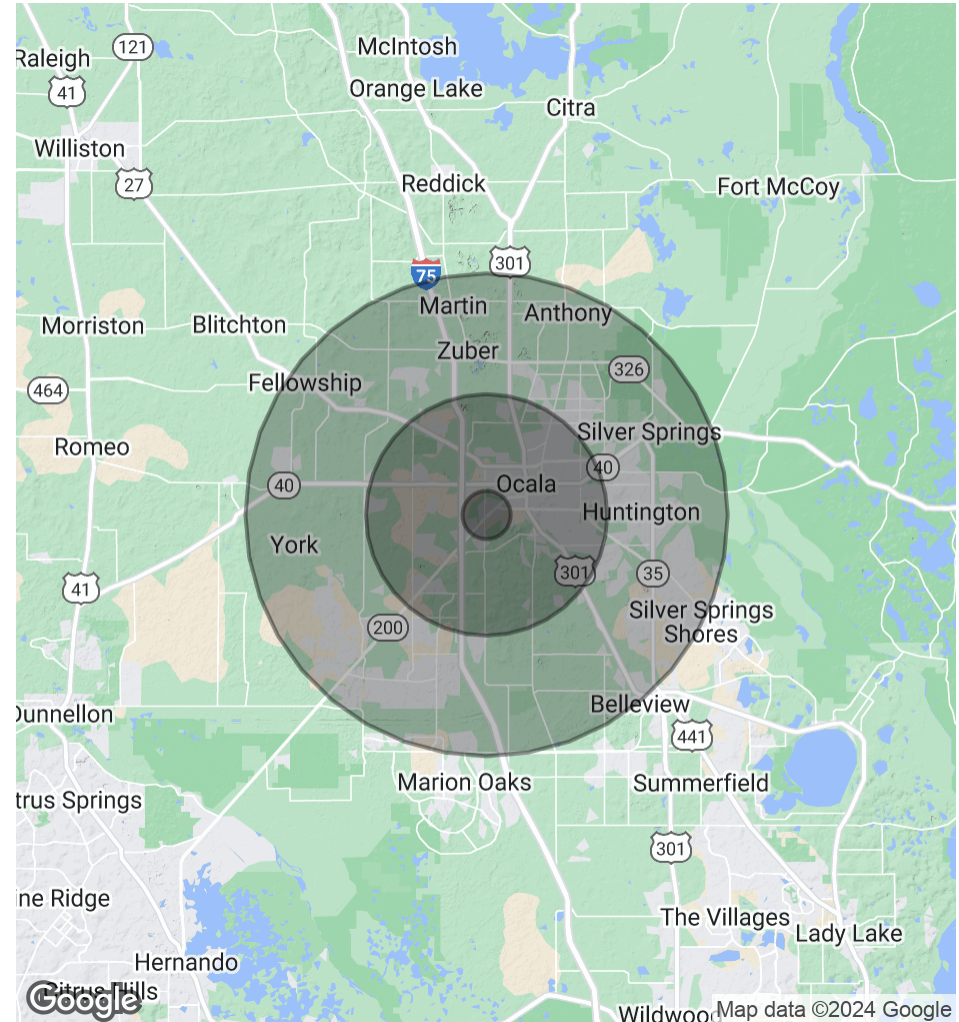 121
McIntosh
Raleigh
41
Orange Lake
Citra
Williston
27
Reddick
Fort McCoy
301
75
Martin
Anthony
Morriston
Blitchton
Zuber
326
Fellowship
464
Silver Springs
Romeo
40
40
Ocala
Huntington
York
301
35
41
Silver Springs
Shores
200
Belleview
Dunnellon
441
Marion Oaks
Summerfield
trus Springs
301
ine Ridge
The Villages
Lady Lake
Hernando
Citrus Hills
Google
Wildwood
Map data ©2024 Google